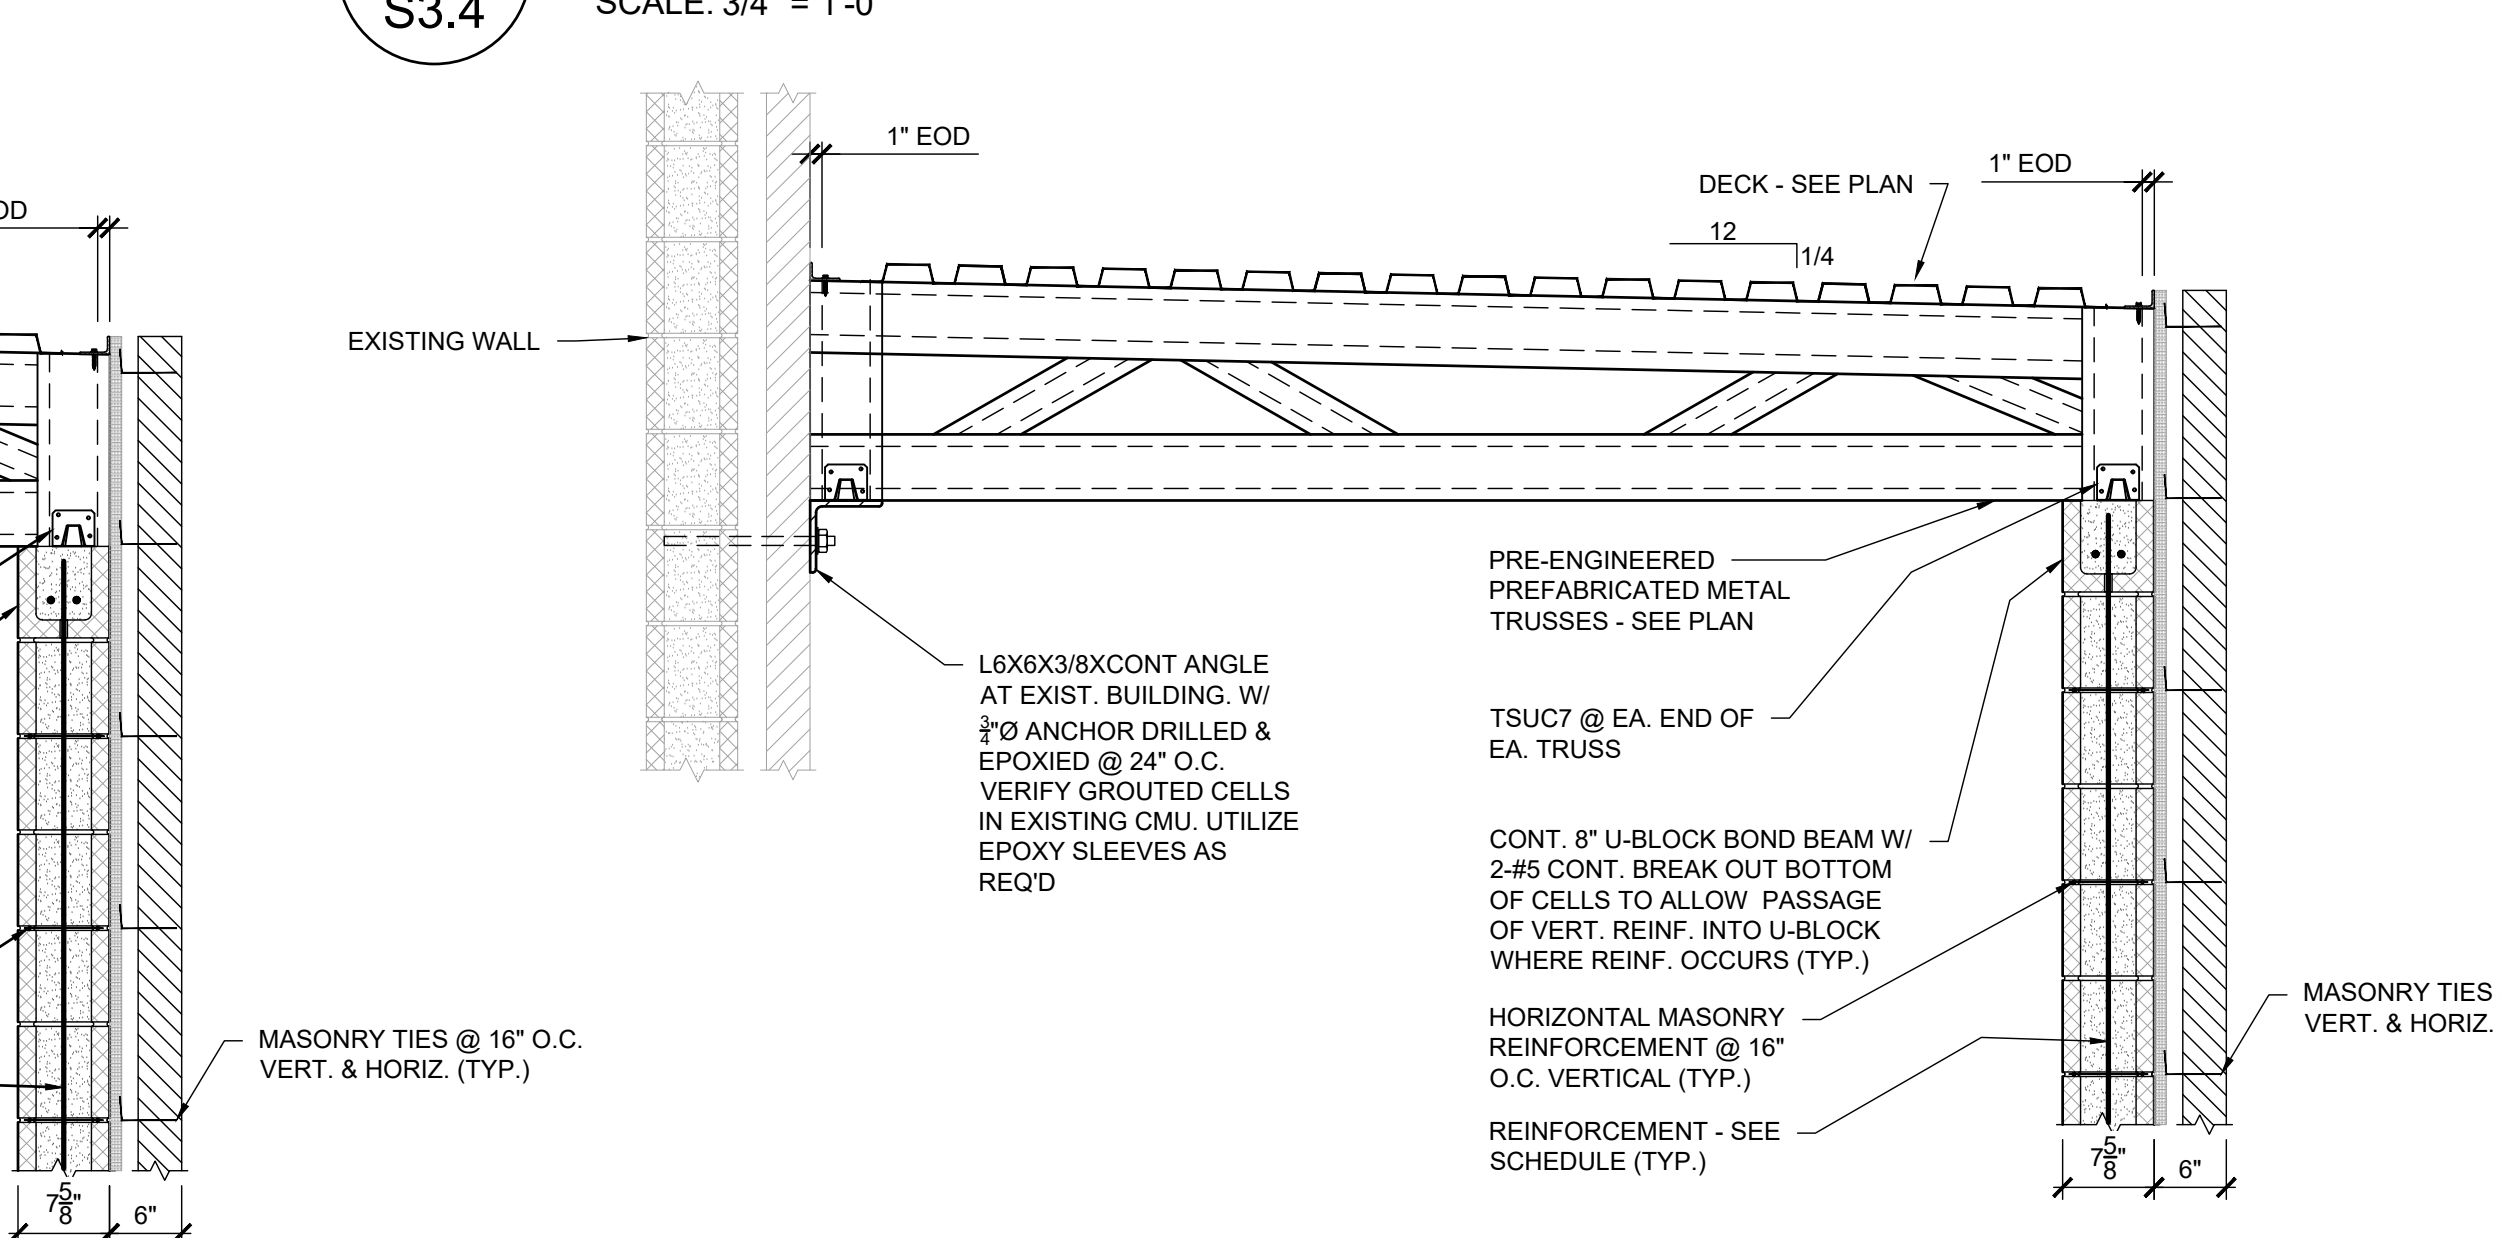 S3.4
SCALE: 3/4" = 1'-0"
1" EOD
1" EOD
DECK - SEE PLAN
12
1/4
EXISTING WALL
L6X6X3/8XCONT ANGLE
AT EXIST. BUILDING. W/
3/4"Ø ANCHOR DRILLED &
EPOXIED @ 24" O.C.
VERIFY GROUTED CELLS
IN EXISTING CMU. UTILIZE
EPOXY SLEEVES AS
REQ'D
PRE-ENGINEERED
PREFABRICATED METAL
TRUSSES - SEE PLAN
TSUC7 @ EA. END OF
EA. TRUSS
CONT. 8" U-BLOCK BOND BEAM W/
2-#5 CONT. BREAK OUT BOTTOM
OF CELLS TO ALLOW  PASSAGE
OF VERT. REINF. INTO U-BLOCK
WHERE REINF. OCCURS (TYP.)
HORIZONTAL MASONRY
REINFORCEMENT @ 16"
O.C. VERTICAL (TYP.)
REINFORCEMENT - SEE
SCHEDULE (TYP.)
MASONRY TIES @ 16" O.C.
VERT. & HORIZ. (TYP.)
MASONRY TIES
VERT. & HORIZ.
7 5/8"
6"
7 5/8"
6"